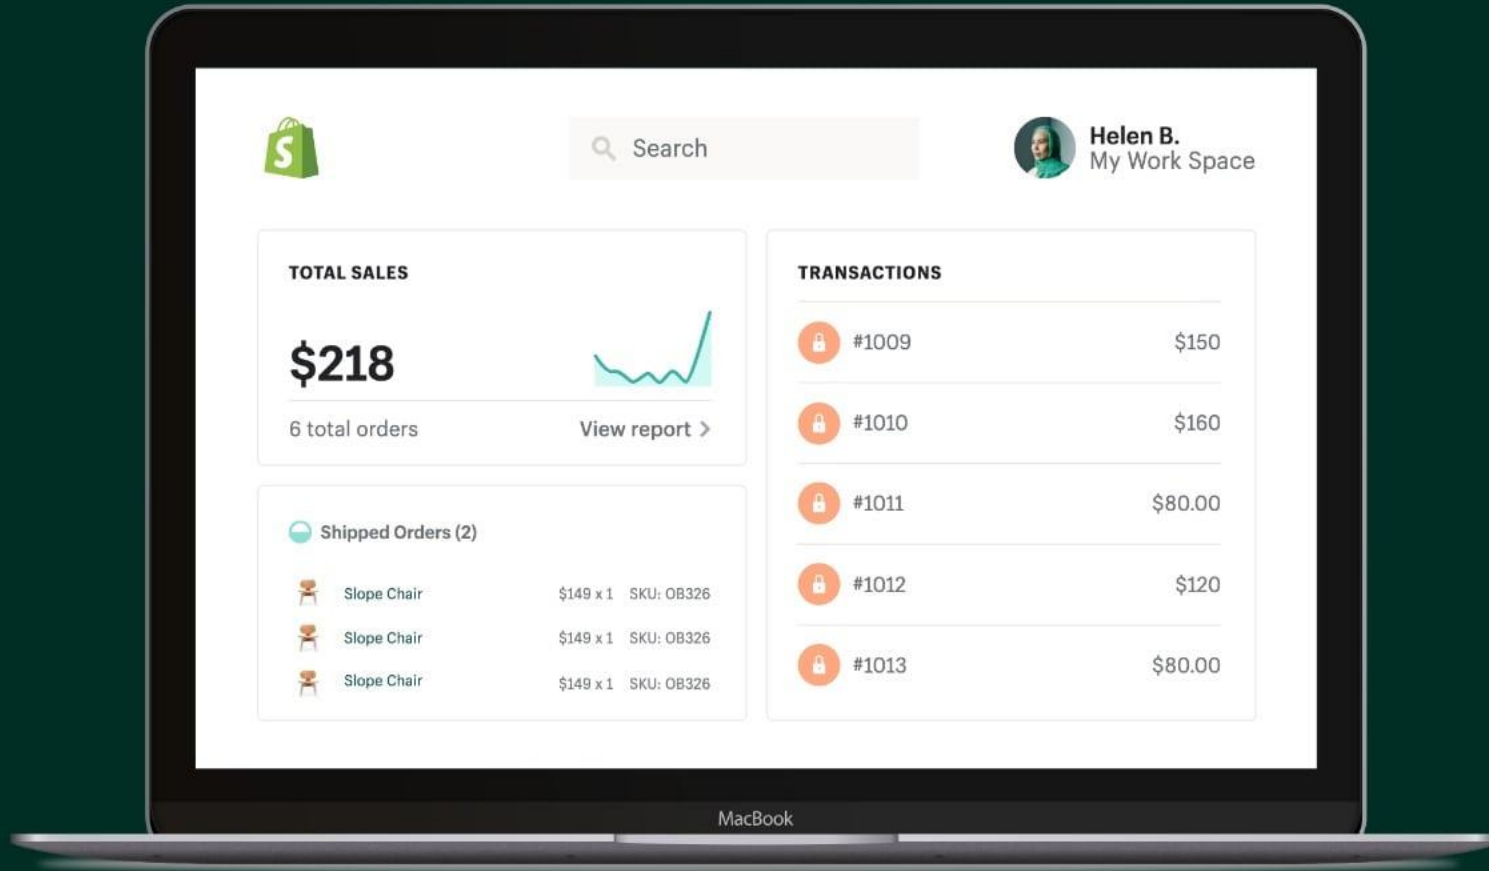 S
Search
Helen B.
My Work Space
TOTAL SALES
$218
6 total orders
View report >
Shipped Orders (2)
Slope Chair $149 x 1 SKU: OB326
Slope Chair $149 x 1 SKU: OB326
Slope Chair $149 x 1 SKU: OB326
TRANSACTIONS
#1009 $150
#1010 $160
#1011 $80.00
#1012 $120
#1013 $80.00
MacBook